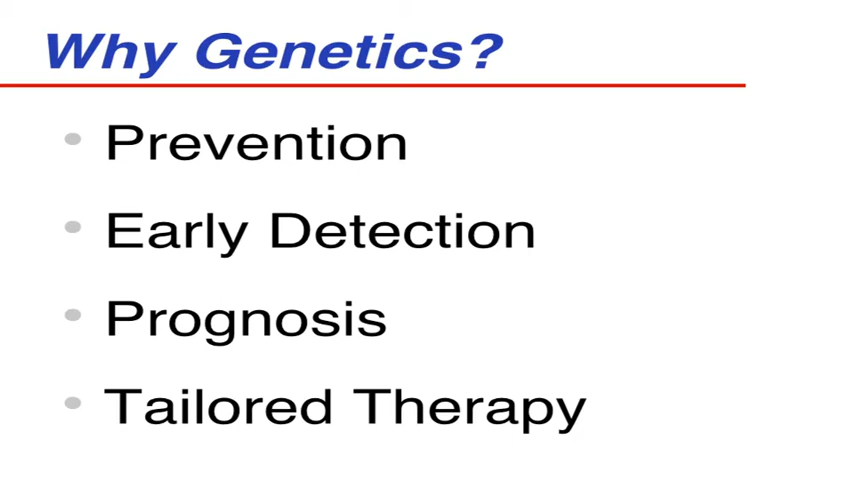 Why Genetics?
Prevention
Early Detection
Prognosis
Tailored Therapy